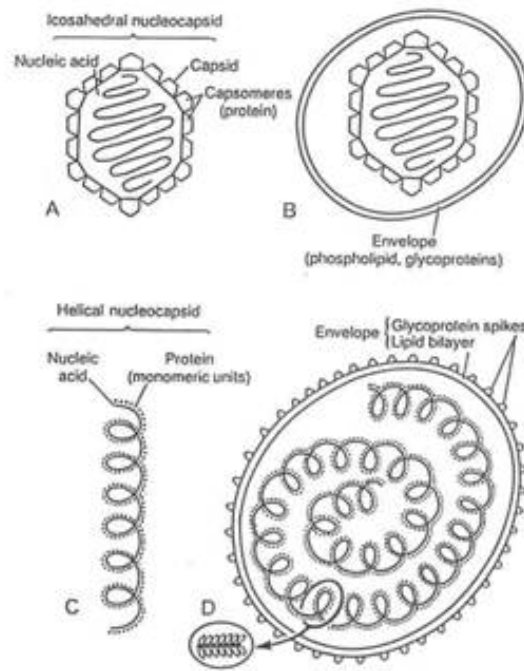 Icosahedral nucleocapsid
Nucleic acid
Capsid
Capsomeres
(protein)
A
B
Envelope
(phospholipid, glycoproteins)
Helical nucleocapsid
Nucleic
acid
Protein
(monomeric units)
Envelope { Glycoprotein spikes
Lipid bilayer
C
D